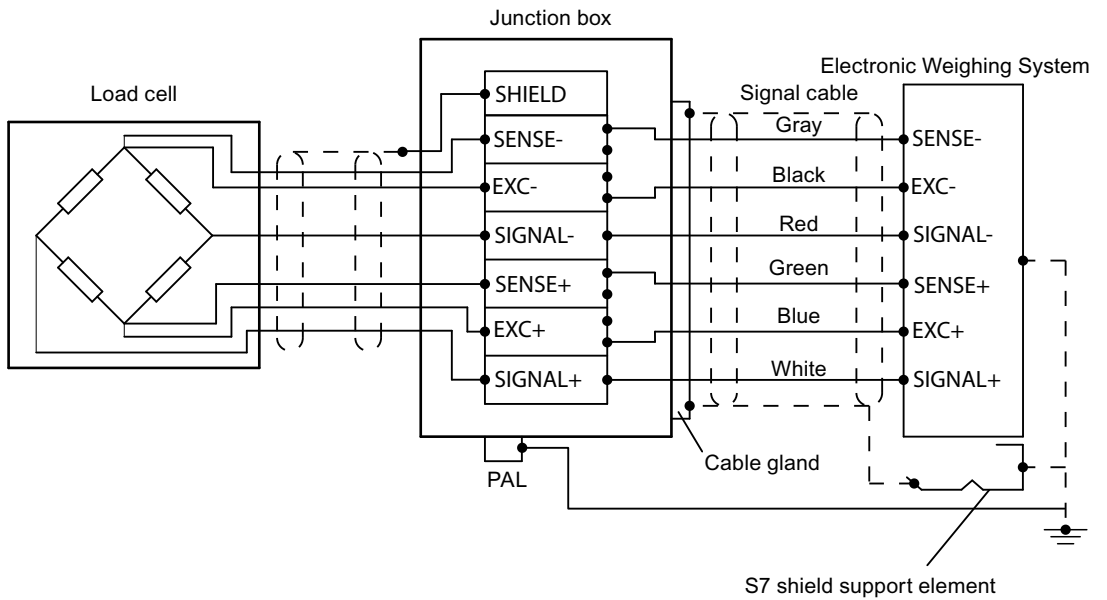 Junction box
Electronic Weighing System
Load cell
Signal cable
SHIELD
SENSE-
Gray
SENSE-
EXC-
Black
EXC-
SIGNAL-
Red
SIGNAL-
SENSE+
Green
SENSE+
EXC+
Blue
EXC+
SIGNAL+
White
SIGNAL+
Cable gland
PAL
S7 shield support element